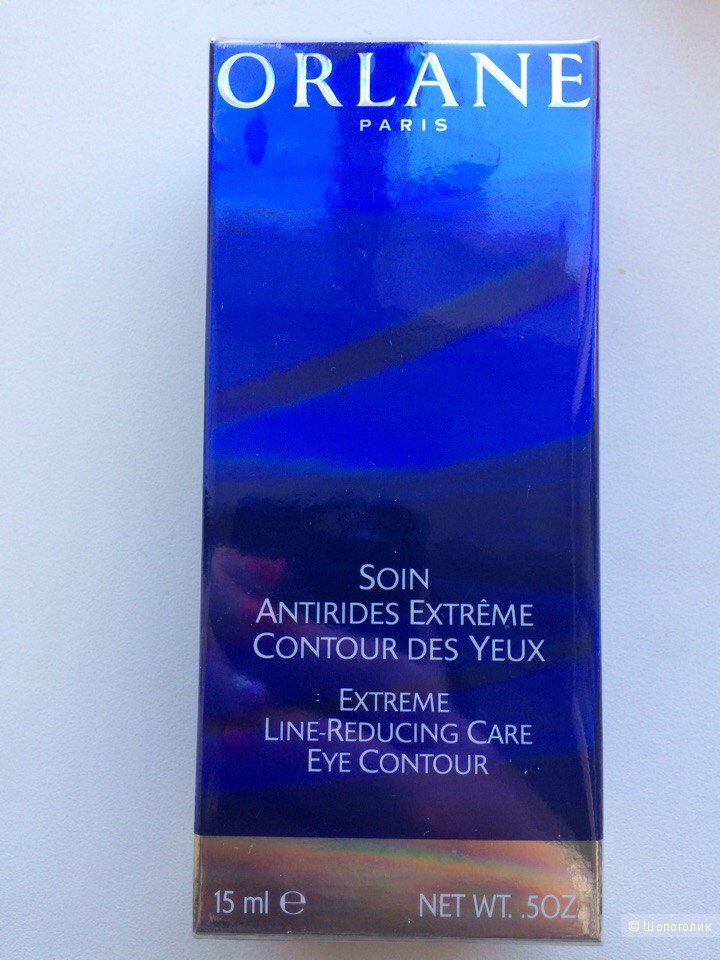 ORLANE
PARIS
SOIN
ANTIRIDES EXTRÊME
CONTOUR DES YEUX
EXTREME
LINE-REDUCING CARE
EYE CONTOUR
15 ml ℮ NET WT. .5OZ.
© Шопоголик